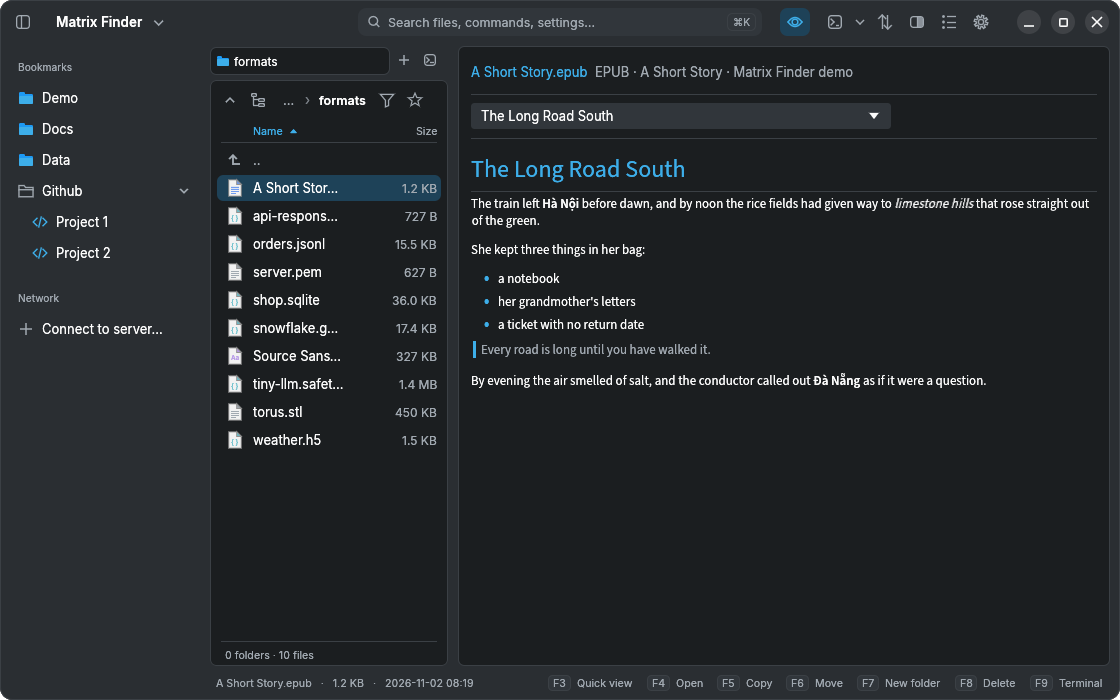 Matrix Finder
Search files, commands, settings...
⌘K
Bookmarks
Demo
Docs
Data
Github
Project 1
Project 2
Network
Connect to server...
formats
... › formats
Name Size
..
A Short Stor... 1.2 KB
api-respons... 727 B
orders.jsonl 15.5 KB
server.pem 627 B
shop.sqlite 36.0 KB
snowflake.g... 17.4 KB
Source Sans... 327 KB
tiny-llm.safet... 1.4 MB
torus.stl 450 KB
weather.h5 1.5 KB
0 folders · 10 files
A Short Story.epub EPUB · A Short Story · Matrix Finder demo
The Long Road South
The Long Road South
The train left Hà Nội before dawn, and by noon the rice fields had given way to limestone hills that rose straight out
of the green.
She kept three things in her bag:
• a notebook
• her grandmother's letters
• a ticket with no return date
Every road is long until you have walked it.
By evening the air smelled of salt, and the conductor called out Đà Nẵng as if it were a question.
A Short Story.epub · 1.2 KB · 2026-11-02 08:19
F3 Quick view F4 Open F5 Copy F6 Move F7 New folder F8 Delete F9 Terminal